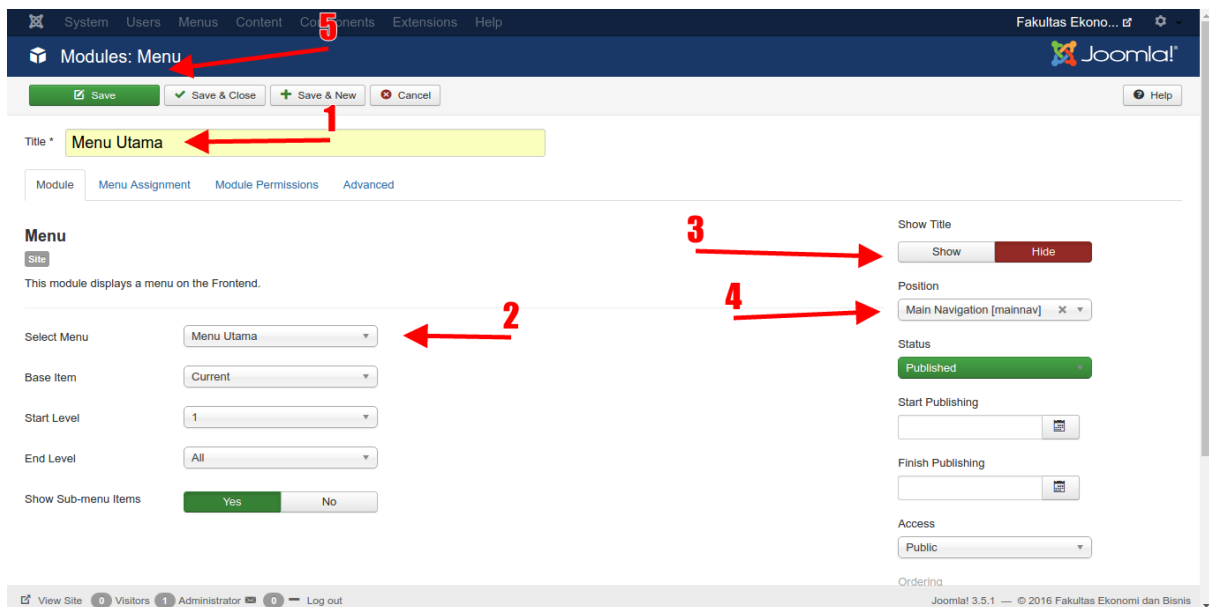 System Users Menus Content Components Extensions Help Fakultas Ekono...
5
Modules: Menu Joomla!®
Save Save & Close Save & New Cancel Help
1
Title * Menu Utama
Module Menu Assignment Module Permissions Advanced
Show Title
3
Menu
Show Hide
Site
This module displays a menu on the Frontend.
Position
4
Main Navigation [mainnav]
2
Select Menu Menu Utama
Status
Published
Base Item Current
Start Publishing
Start Level 1
End Level All
Finish Publishing
Show Sub-menu Items Yes No
Access
Public
Ordering
View Site 0 Visitors 1 Administrator 0 Log out Joomla! 3.5.1 — © 2016 Fakultas Ekonomi dan Bisnis